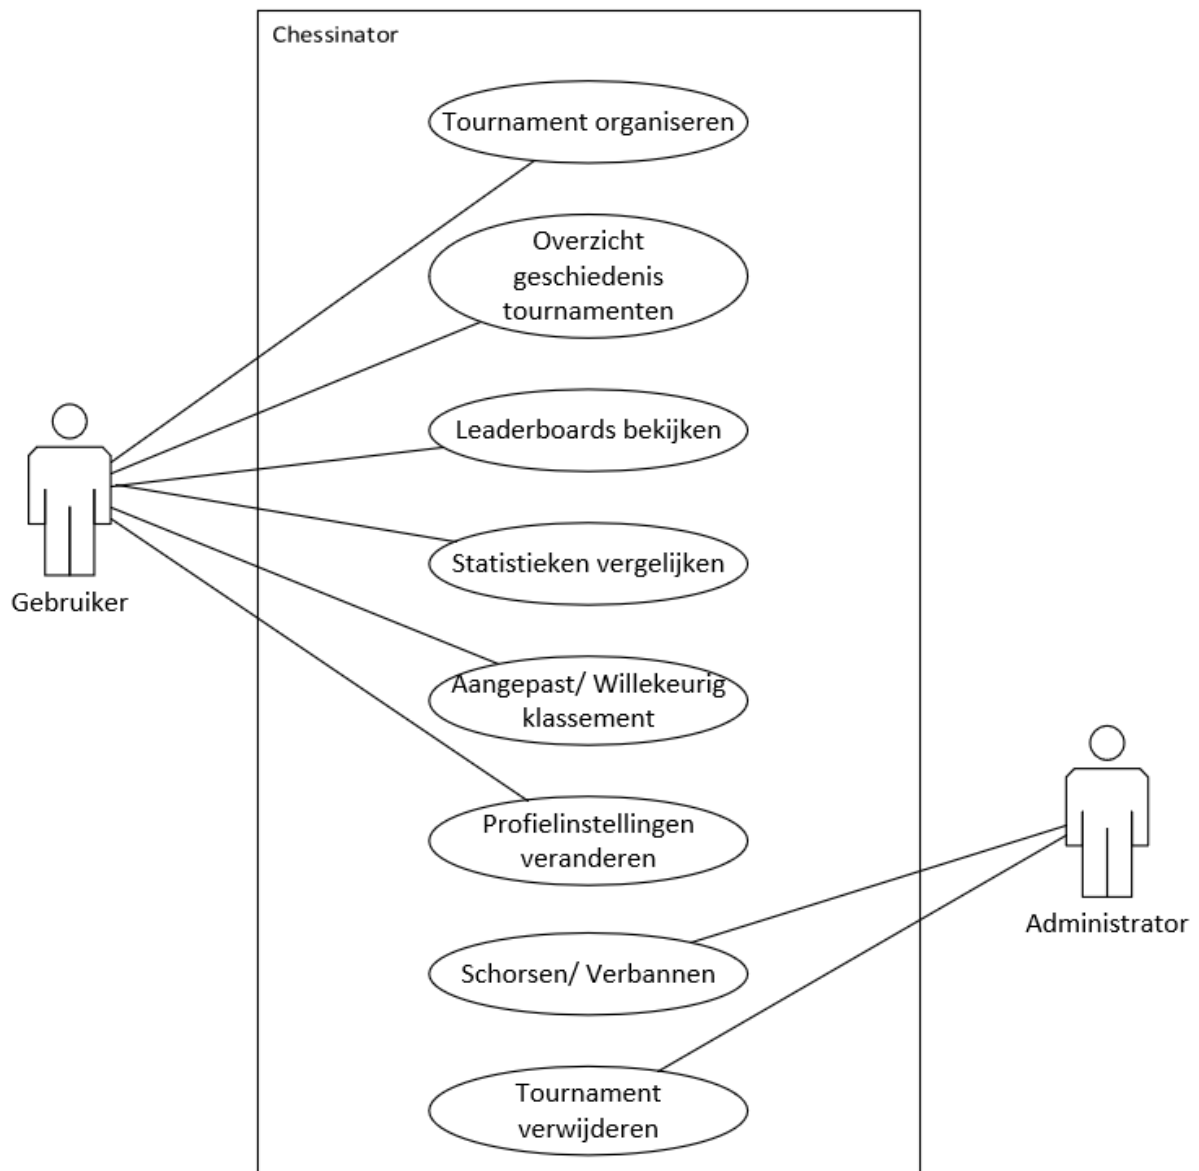 Chessinator
Tournament organiseren
Overzicht
geschiedenis
tournamenten
Leaderboards bekijken
Statistieken vergelijken
Gebruiker
Aangepast/ Willekeurig
klassement
Profielinstellingen
veranderen
Administrator
Schorsen/ Verbannen
Tournament
verwijderen